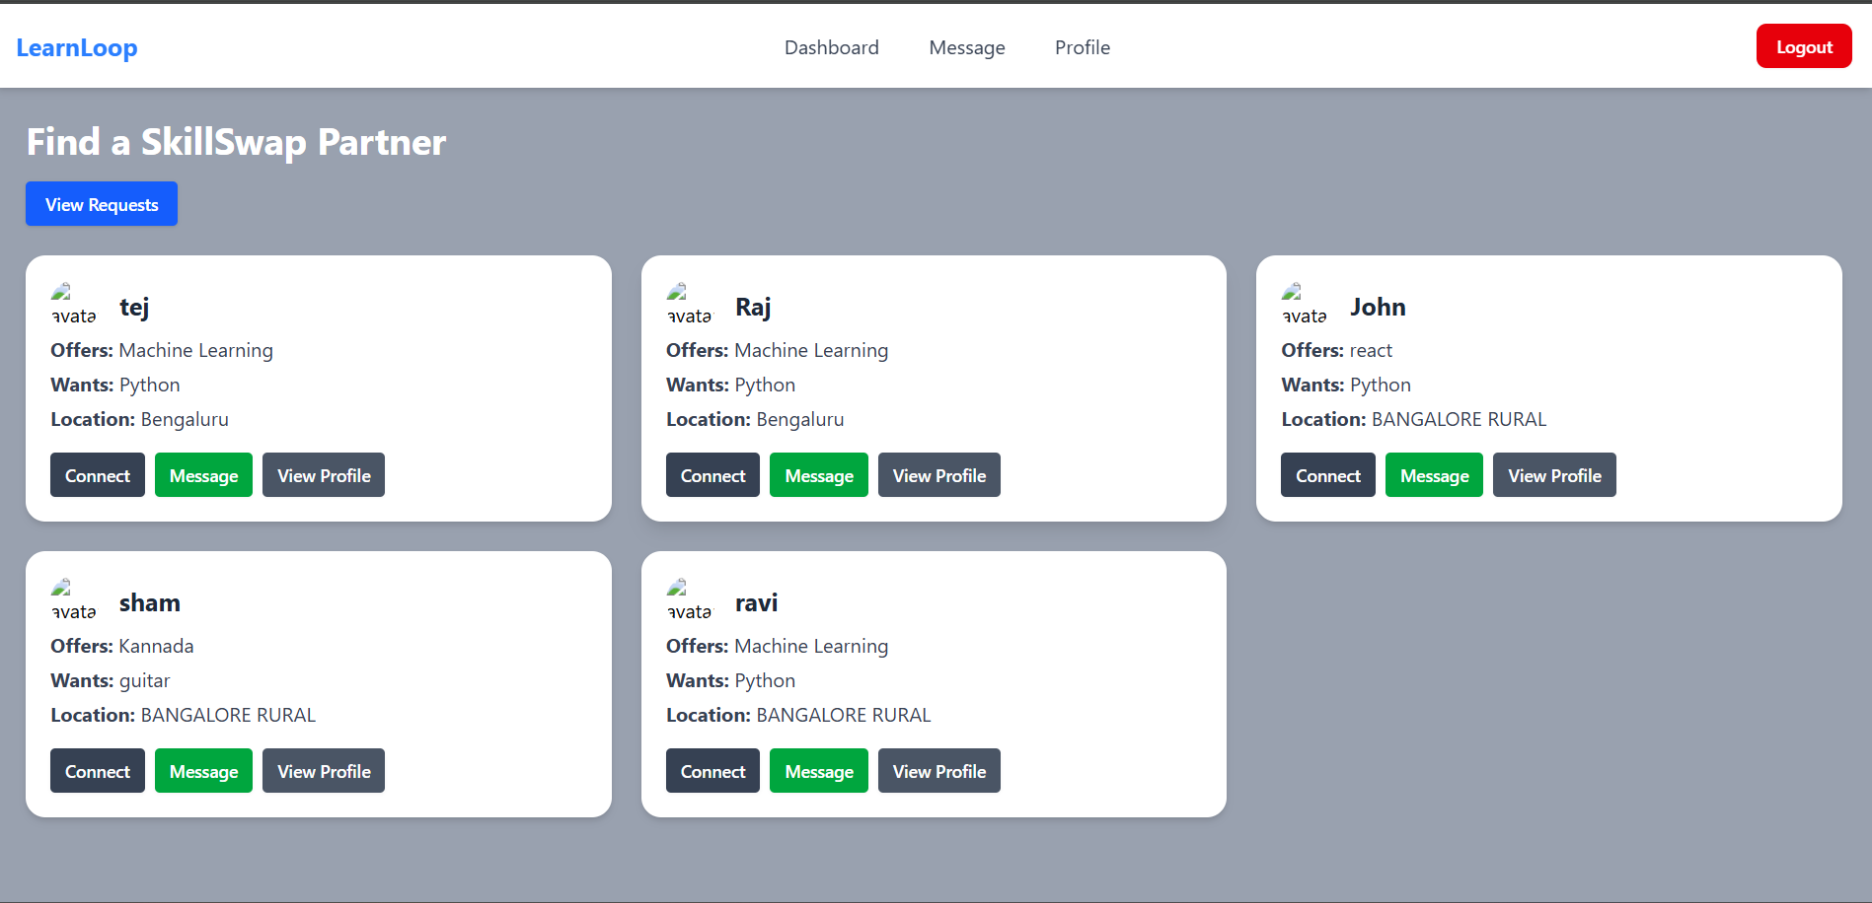 LearnLoop Dashboard Message Profile Logout
Find a SkillSwap Partner
View Requests
avata tej
Offers: Machine Learning
Wants: Python
Location: Bengaluru
Connect Message View Profile
avata Raj
Offers: Machine Learning
Wants: Python
Location: Bengaluru
Connect Message View Profile
avata John
Offers: react
Wants: Python
Location: BANGALORE RURAL
Connect Message View Profile
avata sham
Offers: Kannada
Wants: guitar
Location: BANGALORE RURAL
Connect Message View Profile
avata ravi
Offers: Machine Learning
Wants: Python
Location: BANGALORE RURAL
Connect Message View Profile